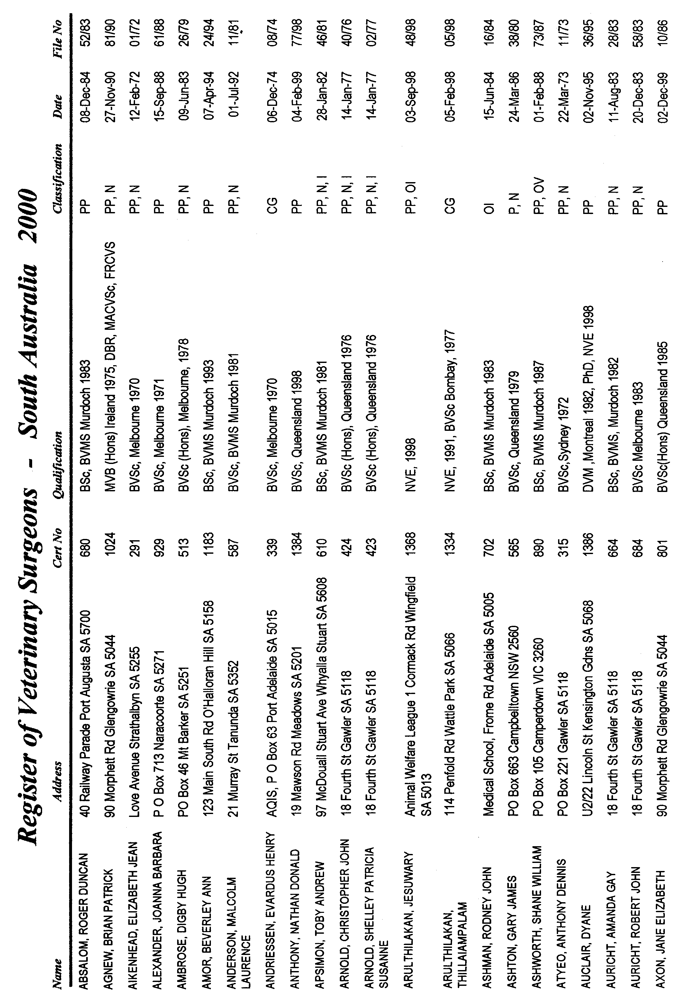 Register of Veterinary Surgeons - South Australia 2000
Name Address Cert No Qualification Classification Date File No
ABSALOM, ROGER DUNCAN 40 Railway Parade Port Augusta SA 5700 680 BSc, BVMS Murdoch 1983 PP 08-Dec-84 52/83
AGNEW, BRIAN PATRICK 90 Morphett Rd Glengowrie SA 5044 1024 MVB (Hons) Ireland 1975, DBR, MACVSc, FRCVS PP, N 27-Nov-90 81/90
AIKENHEAD, ELIZABETH JEAN Love Avenue Strathalbyn SA 5255 291 BVSc, Melbourne 1970 PP, N 12-Feb-72 01/72
ALEXANDER, JOANNA BARBARA P O Box 713 Naracoorte SA 5271 929 BVSc, Melbourne 1971 PP 15-Sep-88 61/88
AMBROSE, DIGBY HUGH PO Box 46 Mt Barker SA 5251 513 BVSc (Hons), Melbourne, 1978 PP, N 09-Jun-83 26/79
AMOR, BEVERLEY ANN 123 Main South Rd O'Halloran Hill SA 5158 1183 BSc, BVMS Murdoch 1993 PP 07-Apr-94 24/94
ANDERSON, MALCOLM 21 Murray St Tanunda SA 5352 587 BVSc, BVMS Murdoch 1981 PP, N 01-Jul-92 11/81
LAURENCE
ANDRIESSEN, EVARDUS HENRY AQIS, P O Box 63 Port Adelaide SA 5015 339 BVSc, Melbourne 1970 CG 06-Dec-74 08/74
ANTHONY, NATHAN DONALD 19 Mawson Rd Meadows SA 5201 1384 BVSc, Queensland 1998 PP 04-Feb-99 77/98
APSIMON, TOBY ANDREW 97 McDouall Stuart Ave Whyalla Stuart SA 5608 610 BSc, BVMS Murdoch 1981 PP, N, I 28-Jan-82 46/81
ARNOLD, CHRISTOPHER JOHN 18 Fourth St Gawler SA 5118 424 BVSc (Hons), Queensland 1976 PP, N, I 14-Jan-77 40/76
ARNOLD, SHELLEY PATRICIA 18 Fourth St Gawler SA 5118 423 BVSc (Hons), Queensland 1976 PP, N, I 14-Jan-77 02/77
SUSANNE
ARULTHILAKAN, JESUWARY Animal Welfare League 1 Cormack Rd Wingfield 1368 NVE, 1998 PP, OI 03-Sep-98 48/98
SA 5013
ARULTHILAKAN, 114 Penfold Rd Wattle Park SA 5066 1334 NVE, 1991, BVSc Bombay, 1977 CG 05-Feb-98 05/98
THILLAIAMPALAM
ASHMAN, RODNEY JOHN Medical School, Frome Rd Adelaide SA 5005 702 BSc, BVMS Murdoch 1983 OI 15-Jun-84 16/84
ASHTON, GARY JAMES PO Box 663 Campbelltown NSW 2560 565 BVSc, Queensland 1979 P, N 24-Mar-86 38/80
ASHWORTH, SHANE WILLIAM PO Box 105 Camperdown VIC 3260 890 BSc, BVMS Murdoch 1987 PP, OV 01-Feb-88 73/87
ATYEO, ANTHONY DENNIS PO Box 221 Gawler SA 5118 315 BVSc,Sydney 1972 PP, N 22-Mar-73 11/73
AUCLAIR, DYANE U2/22 Lincoln St Kensington Gdns SA 5068 1386 DVM ,Montreal 1982, PhD, NVE 1998 PP 02-Nov-95 36/95
AURICHT, AMANDA GAY 18 Fourth St Gawler SA 5118 664 BSc, BVMS, Murdoch 1982 PP, N 11-Aug-83 28/83
AURICHT, ROBERT JOHN 18 Fourth St Gawler SA 5118 684 BVSc Melbourne 1983 PP, N 20-Dec-83 58/83
AXON, JANE ELIZABETH 90 Morphett Rd Glengowrie SA 5044 801 BVSc(Hons) Queensland 1985 PP 02-Dec-99 10/86